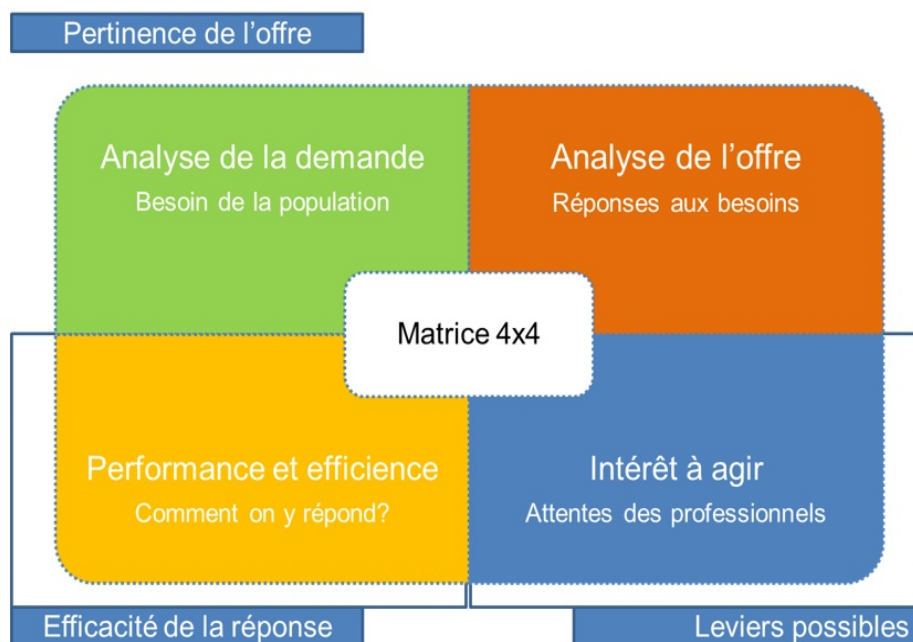 Pertinence de l’offre
Analyse de la demande
Besoin de la population
Analyse de l’offre
Réponses aux besoins
Matrice 4x4
Performance et efficience
Comment on y répond?
Intérêt à agir
Attentes des professionnels
Efficacité de la réponse
Leviers possibles